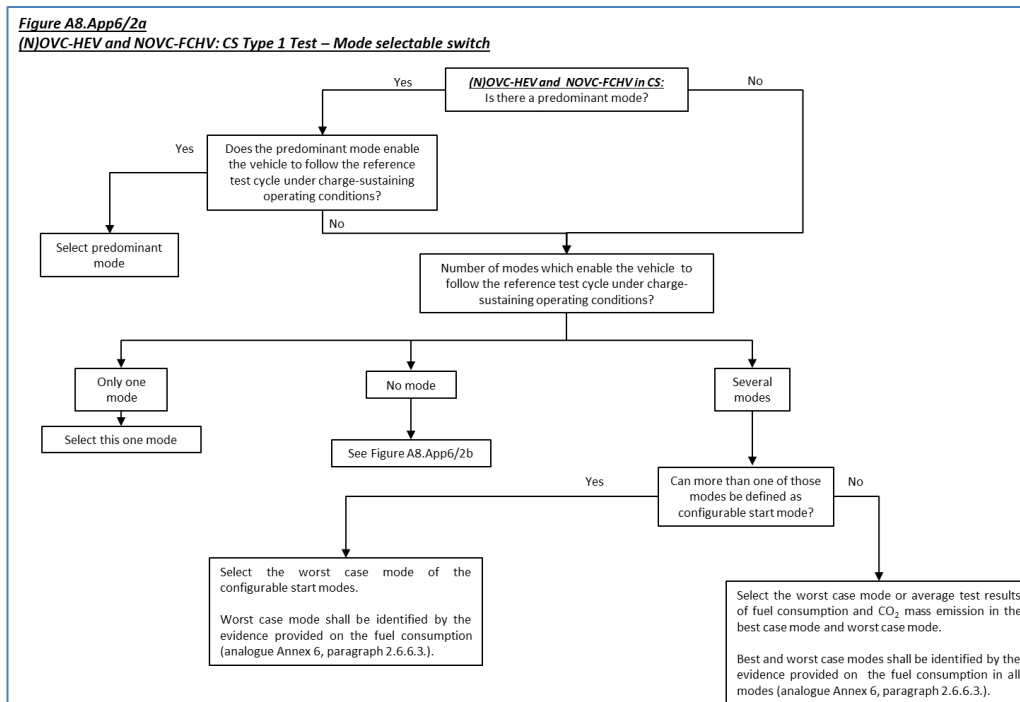 Figure A8.App6/2a
(N)OVC-HEV and NOVC-FCHV: CS Type 1 Test – Mode selectable switch
(N)OVC-HEV and NOVC-FCHV in CS:
Is there a predominant mode?
Yes
No
Does the predominant mode enable
the vehicle to follow the reference
test cycle under charge-sustaining
operating conditions?
Yes
No
Select predominant
mode
Number of modes which enable the vehicle to
follow the reference test cycle under charge-
sustaining operating conditions?
Only one
mode
No mode
Several
modes
Select this one mode
See Figure A8.App6/2b
Can more than one of those
modes be defined as
configurable start mode?
Yes
No
Select the worst case mode of the
configurable start modes.
Worst case mode shall be identified by the
evidence provided on the fuel consumption
(analogue Annex 6, paragraph 2.6.6.3.).
Select the worst case mode or average test results
of fuel consumption and CO₂ mass emission in the
best case mode and worst case mode.
Best and worst case modes shall be identified by the
evidence provided on the fuel consumption in all
modes (analogue Annex 6, paragraph 2.6.6.3.).